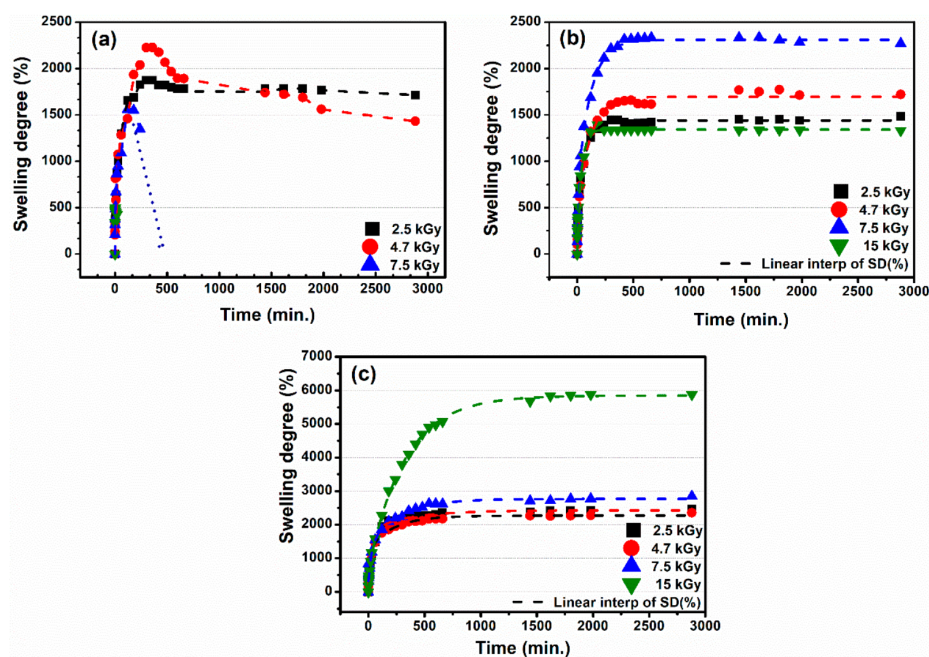 (a)
Swelling degree (%)
2500
2000
1500
1000
500
0
2.5 kGy
4.7 kGy
7.5 kGy
0 500 1000 1500 2000 2500 3000
Time (min.)
(b)
Swelling degree (%)
2500
2000
1500
1000
500
0
2.5 kGy
4.7 kGy
7.5 kGy
15 kGy
Linear interp of SD(%)
0 500 1000 1500 2000 2500 3000
Time (min.)
(c)
Swelling degree (%)
7000
6000
5000
4000
3000
2000
1000
0
2.5 kGy
4.7 kGy
7.5 kGy
15 kGy
Linear interp of SD(%)
0 500 1000 1500 2000 2500 3000
Time (min.)